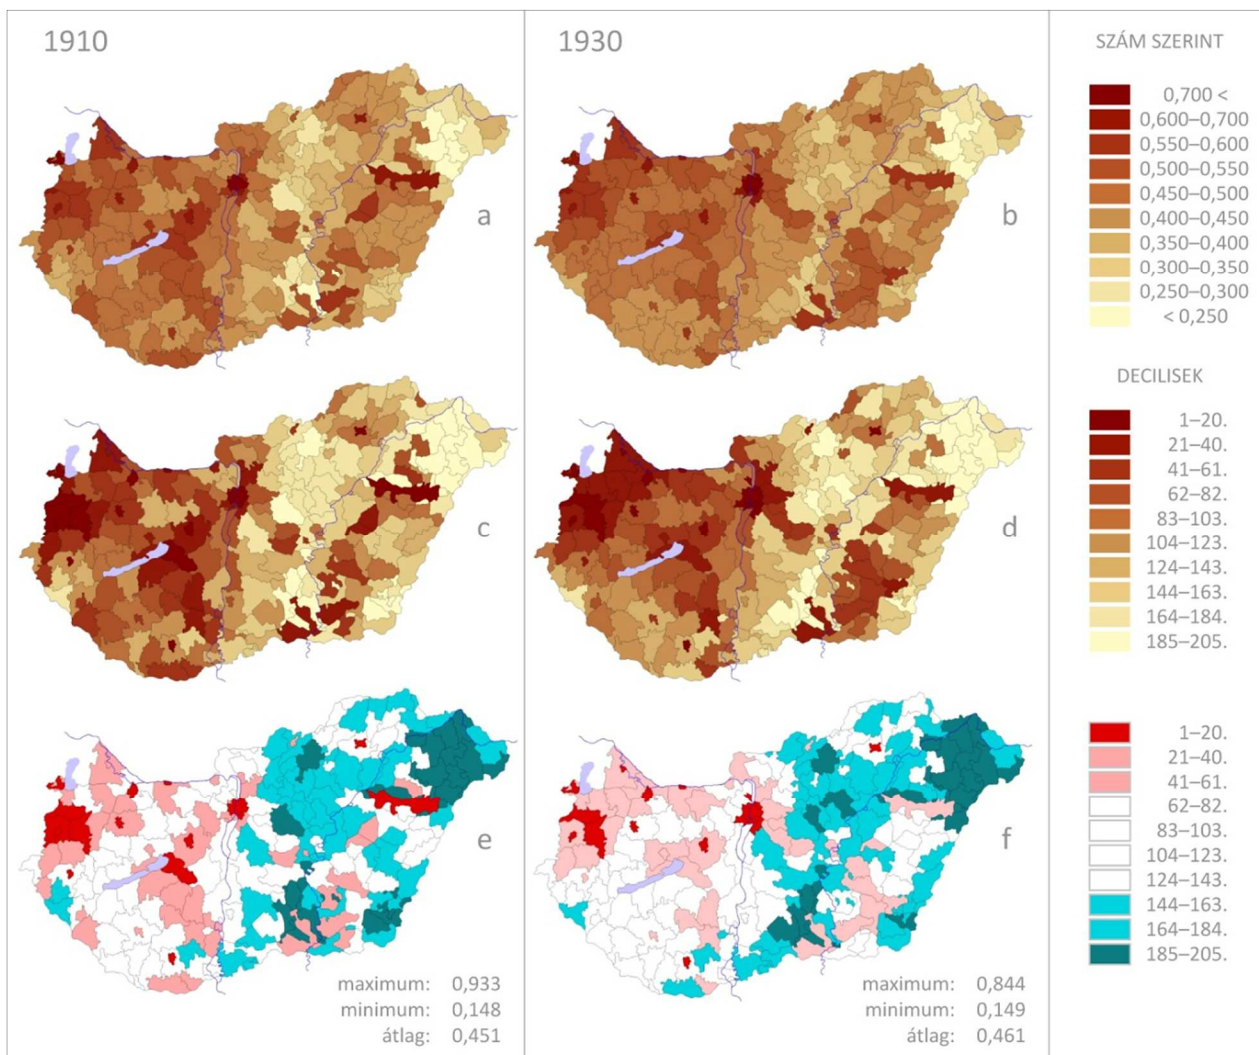 1910
a
c
e
maximum: 0,933
minimum: 0,148
átlag: 0,451
1930
b
d
f
maximum: 0,844
minimum: 0,149
átlag: 0,461
SZÁM SZERINT
0,700 <
0,600–0,700
0,550–0,600
0,500–0,550
0,450–0,500
0,400–0,450
0,350–0,400
0,300–0,350
0,250–0,300
< 0,250
DECILISEK
1–20.
21–40.
41–61.
62–82.
83–103.
104–123.
124–143.
144–163.
164–184.
185–205.
1–20.
21–40.
41–61.
62–82.
83–103.
104–123.
124–143.
144–163.
164–184.
185–205.